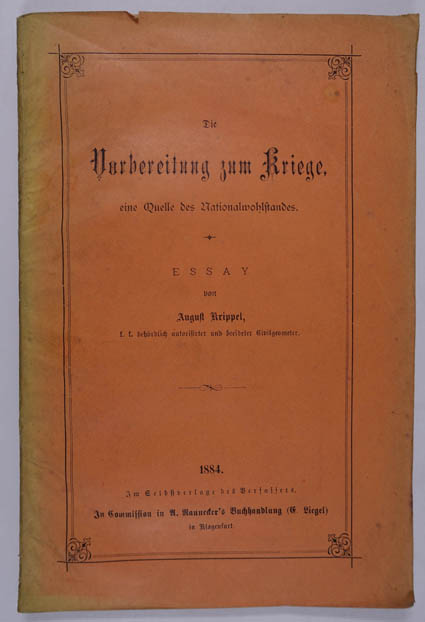 Die
Vorbereitung zum Kriege,
eine Quelle des Nationalwohlstandes.
ESSAY
von
August Krippel,
k. k. behördlich autorisirter und beeideter Civilgeometer.
1884.
Im Selbstverlage des Verfassers.
In Commission in A. Raunecker's Buchhandlung (E. Liegel)
in Klagenfurt.